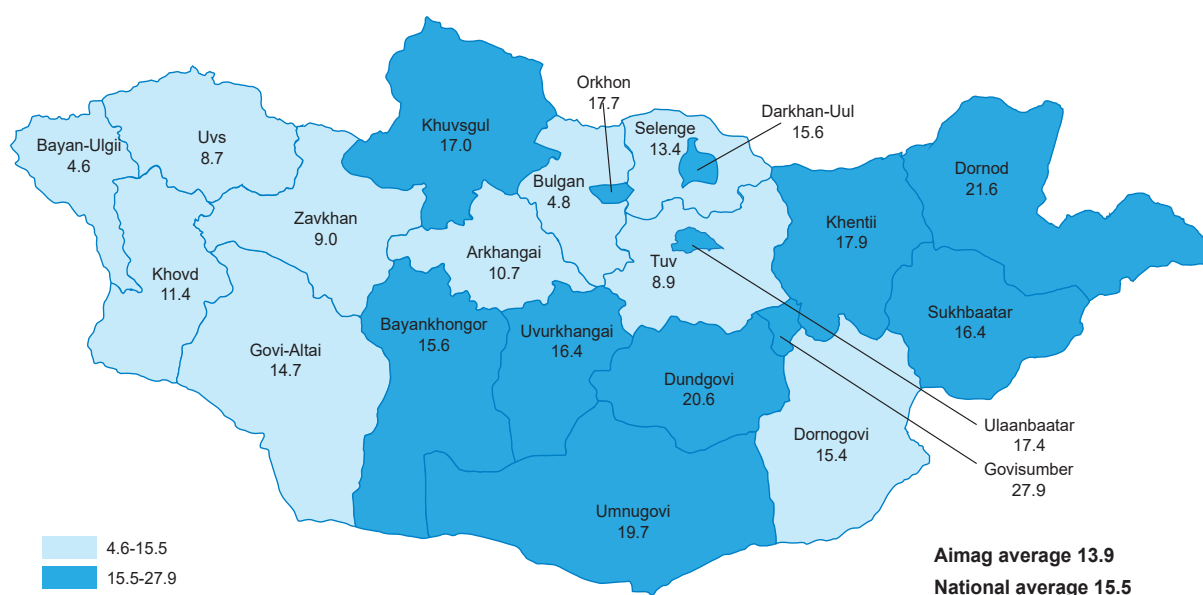 Orkhon
17.7
Darkhan-Uul
15.6
Khuvsgul
17.0
Selenge
13.4
Uvs
8.7
Bayan-Ulgii
4.6
Dornod
21.6
Bulgan
4.8
Zavkhan
9.0
Khentii
17.9
Arkhangai
10.7
Tuv
8.9
Khovd
11.4
Sukhbaatar
16.4
Bayankhongor
15.6
Uvurkhangai
16.4
Govi-Altai
14.7
Dundgovi
20.6
Ulaanbaatar
17.4
Dornogovi
15.4
Govisumber
27.9
Umnugovi
19.7
4.6-15.5
15.5-27.9
Aimag average 13.9
National average 15.5